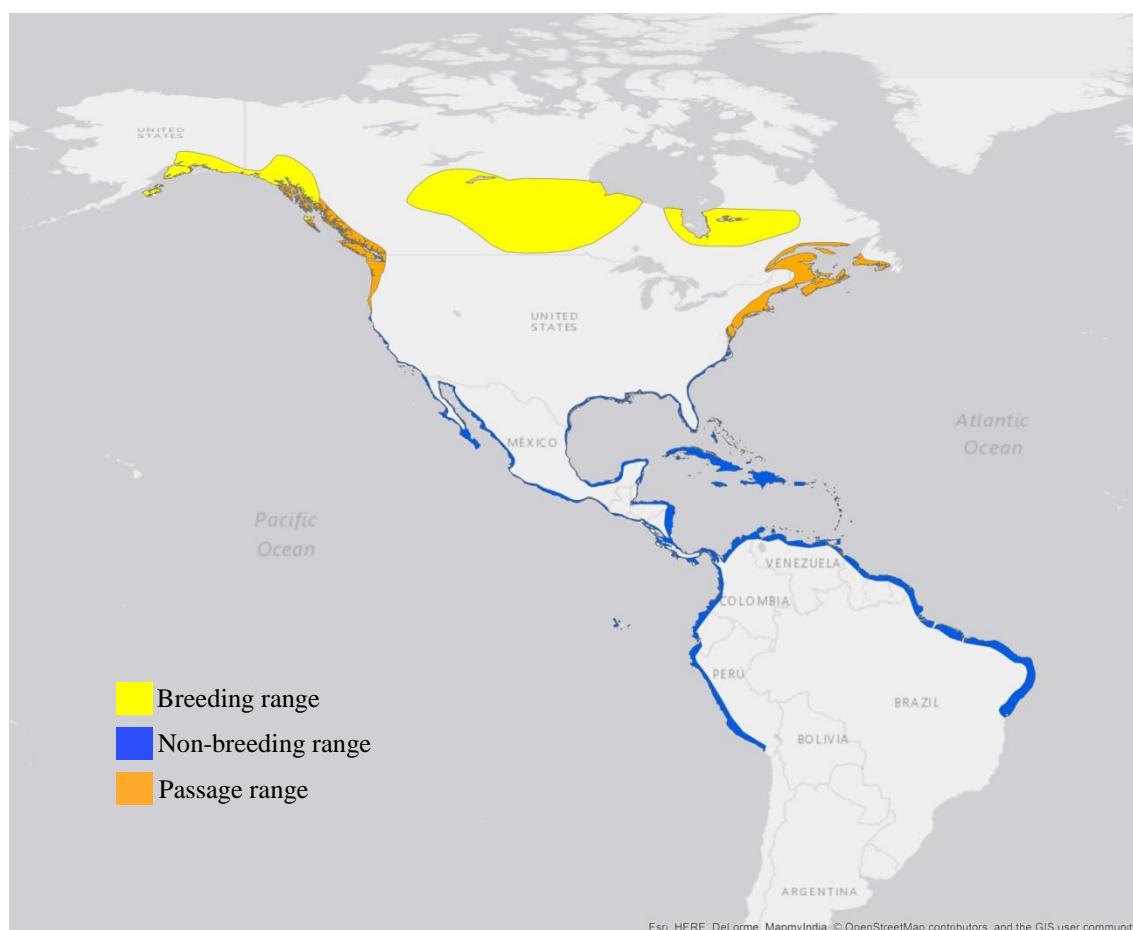 UNITED
STATES
UNITED
STATES
Atlantic
Ocean
MÉXICO
Pacific
Ocean
VENEZUELA
COLOMBIA
PERÚ
BRAZIL
BOLIVIA
ARGENTINA
Breeding range
Non-breeding range
Passage range
Esri, HERE, DeLorme, MapmyIndia, © OpenStreetMap contributors, and the GIS user communit